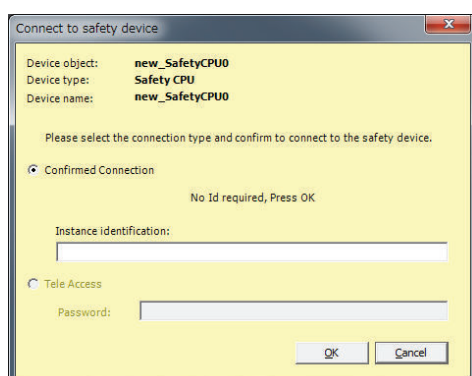 Connect to safety device
Device object: new_SafetyCPU0
Device type: Safety CPU
Device name: new_SafetyCPU0
Please select the connection type and confirm to connect to the safety device.
Confirmed Connection
No Id required, Press OK
Instance identification:
Tele Access
Password:
OK Cancel